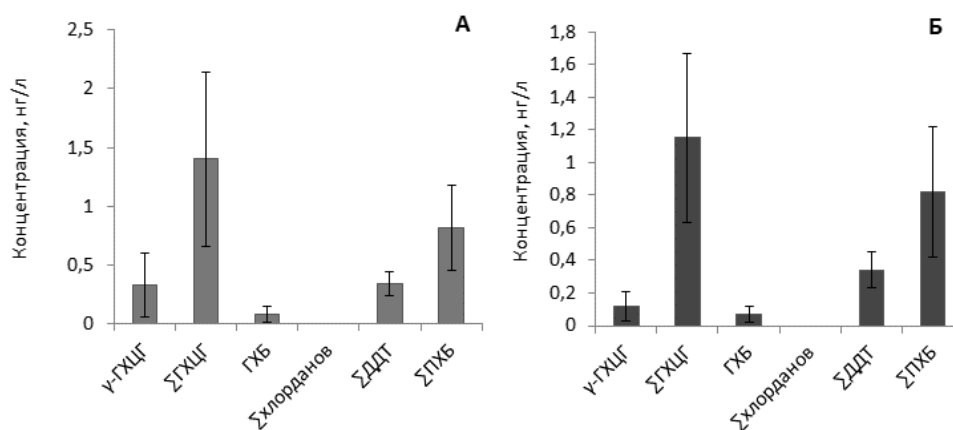 А
Концентрация, нг/л
2,5
2
1,5
1
0,5
0
γ-ГХЦГ
∑ГХЦГ
ГХБ
∑хлорданов
∑ДДТ
∑ПХБ
Б
Концентрация, нг/л
1,8
1,6
1,4
1,2
1
0,8
0,6
0,4
0,2
0
γ-ГХЦГ
∑ГХЦГ
ГХБ
∑хлорданов
∑ДДТ
∑ПХБ